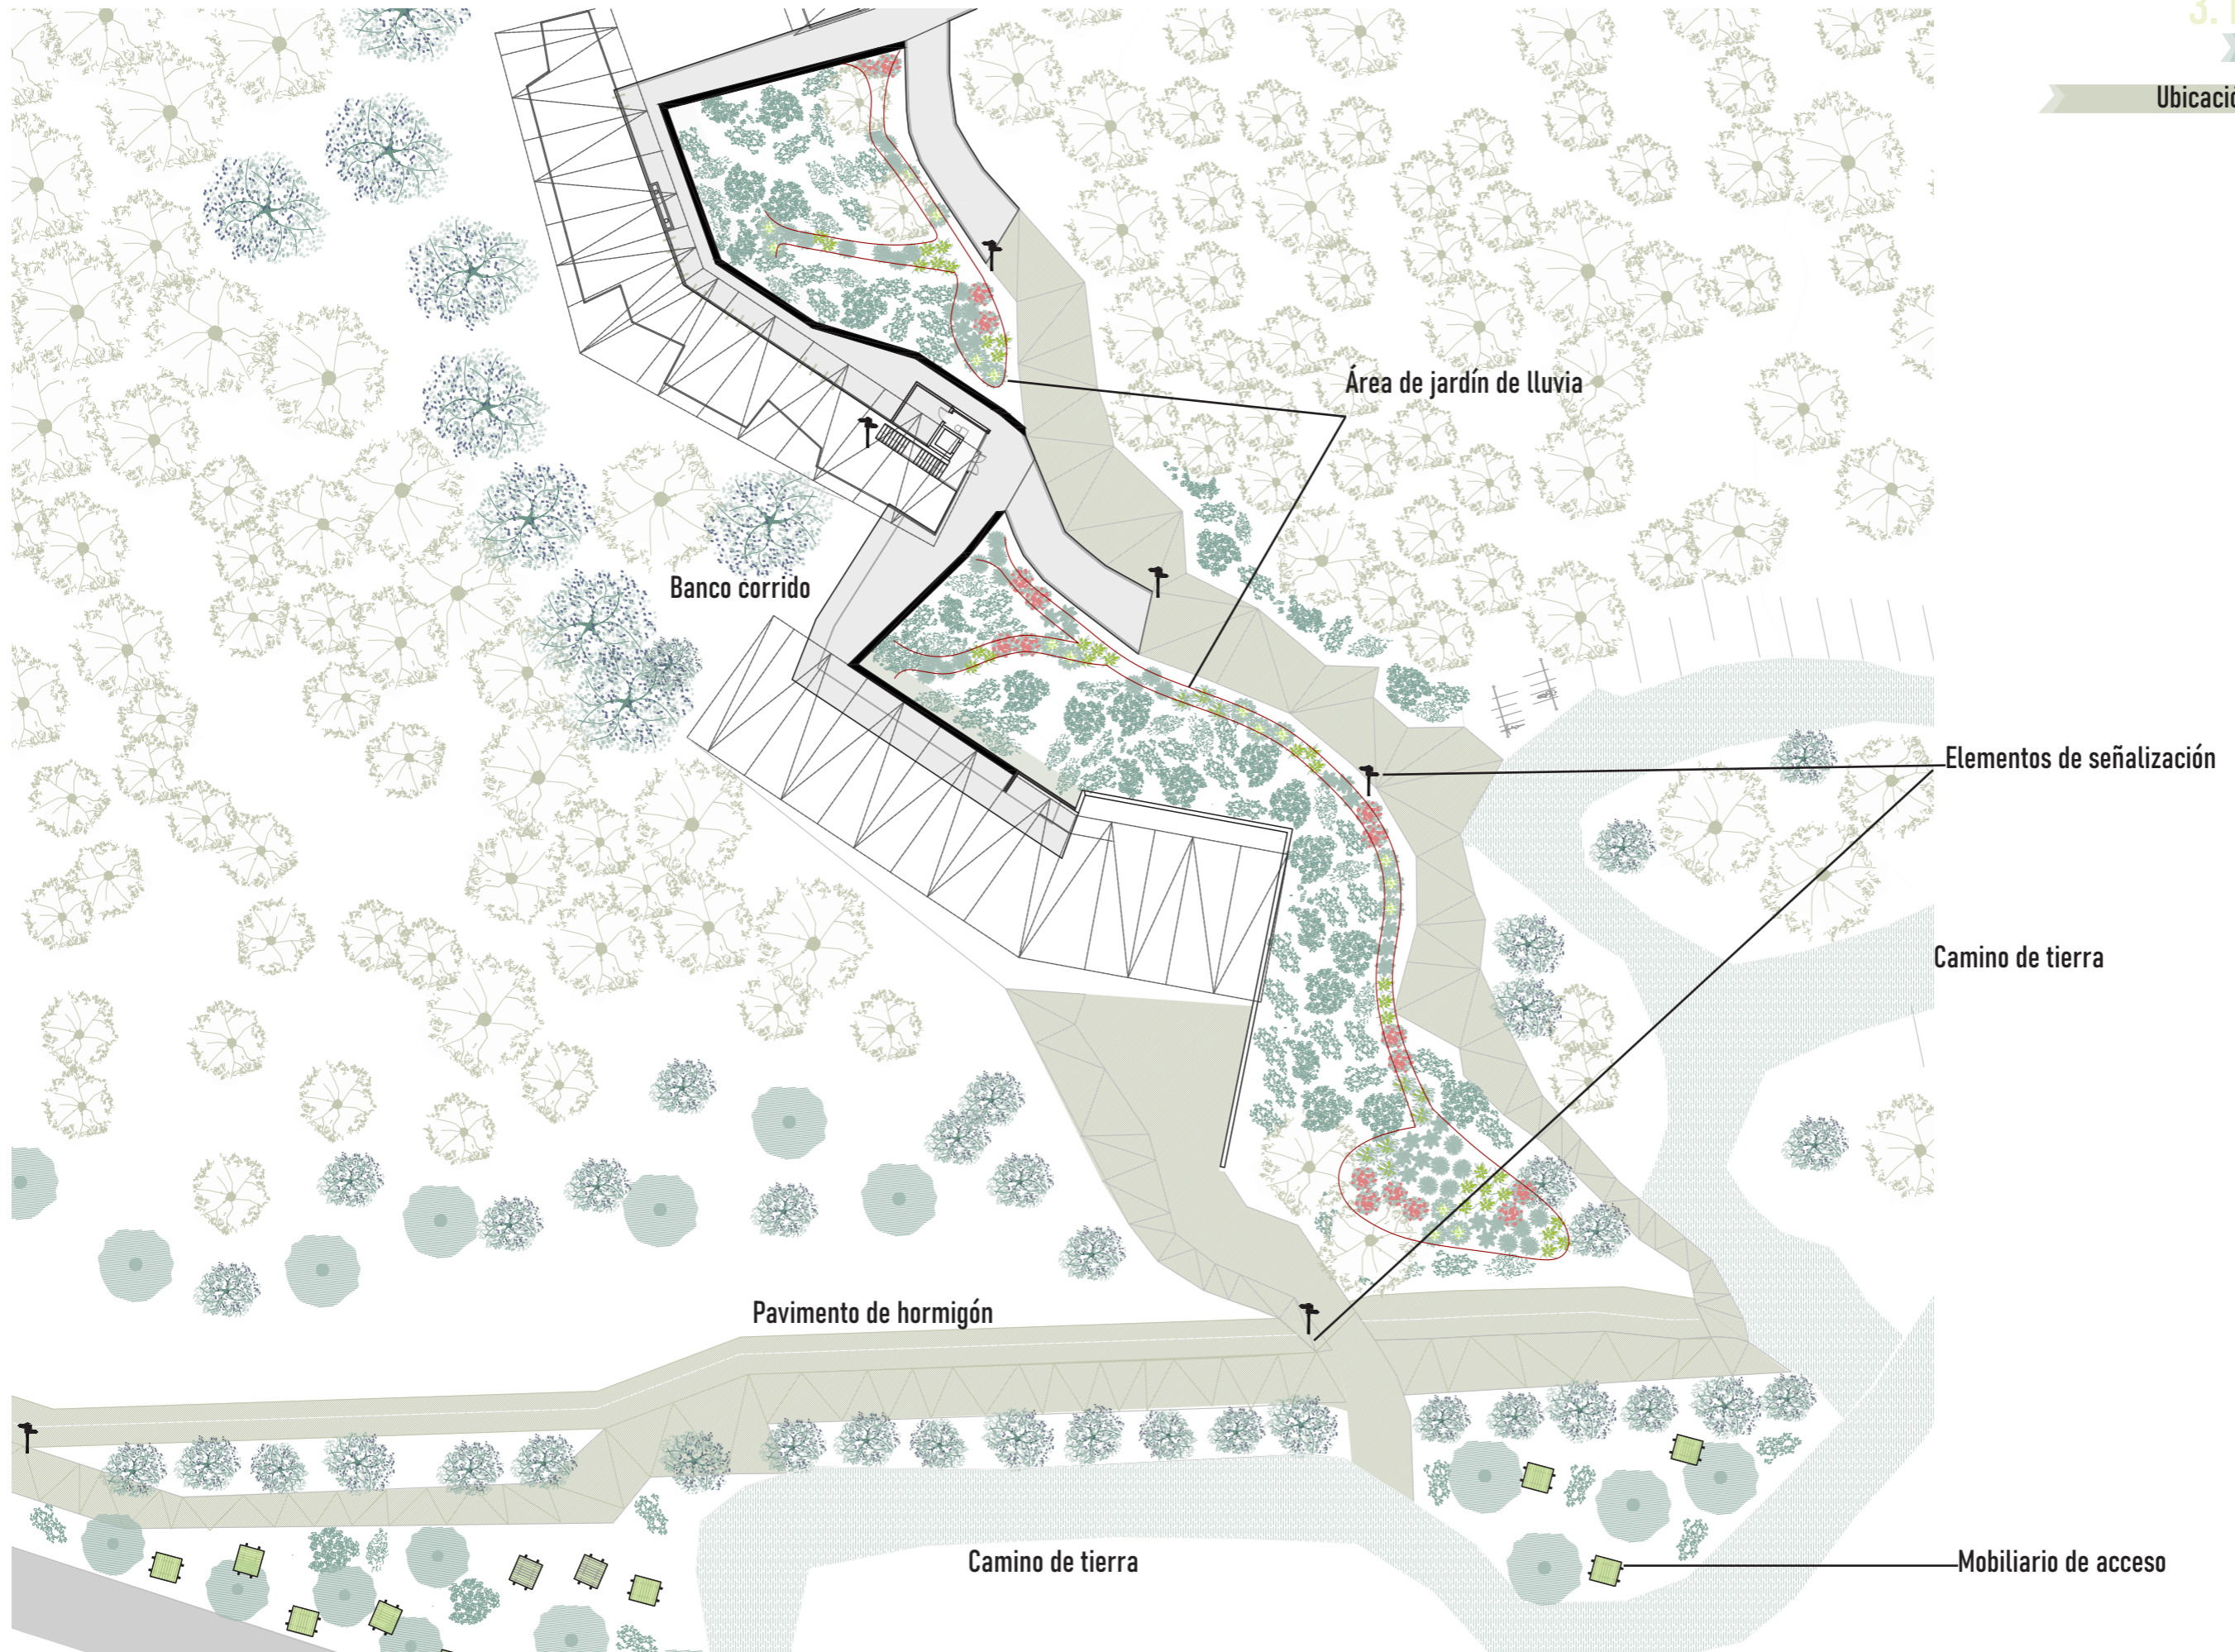 Área de jardín de lluvia
Banco corrido
Elementos de señalización
Camino de tierra
Pavimento de hormigón
Camino de tierra
Mobiliario de acceso